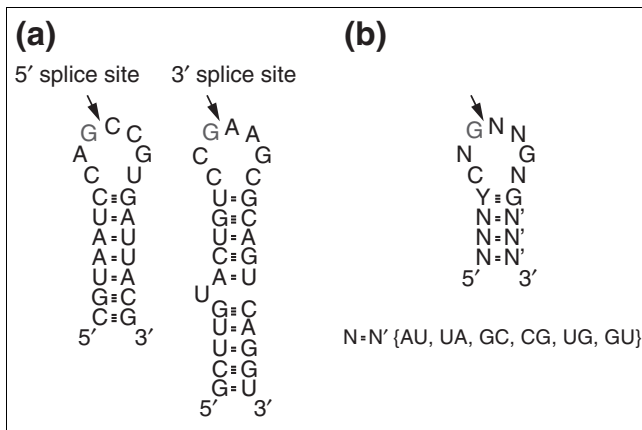 (a)
5′ splice site
G C C
A G
C U
C≡G
U=A
A=U
A=U
U=A
G≡C
C≡G
5′ 3′
3′ splice site
G A A
C G
C C
U=G
G≡C
U=A
C≡G
A=U
U
G≡C
U=A
U=G
C≡G
G=U
5′ 3′
(b)
G N N
N G
C N
Y=G
N=N'
N=N'
N=N'
5′ 3′
N=N′ {AU, UA, GC, CG, UG, GU}